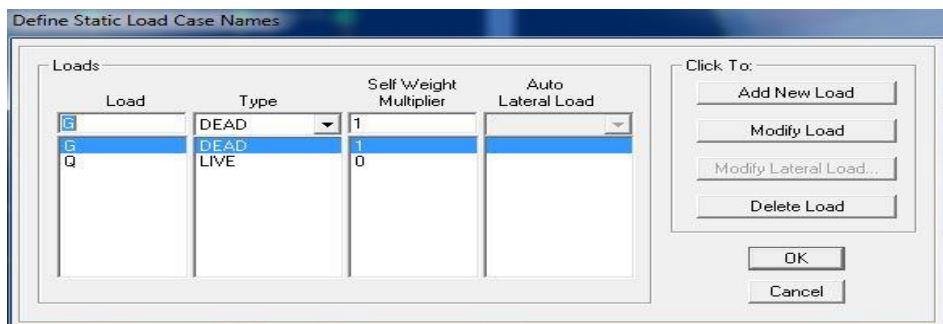 Define Static Load Case Names
Loads
Load Type Self Weight Multiplier Auto Lateral Load
G DEAD 1
G DEAD 1
Q LIVE 0
Click To:
Add New Load
Modify Load
Modify Lateral Load...
Delete Load
OK
Cancel